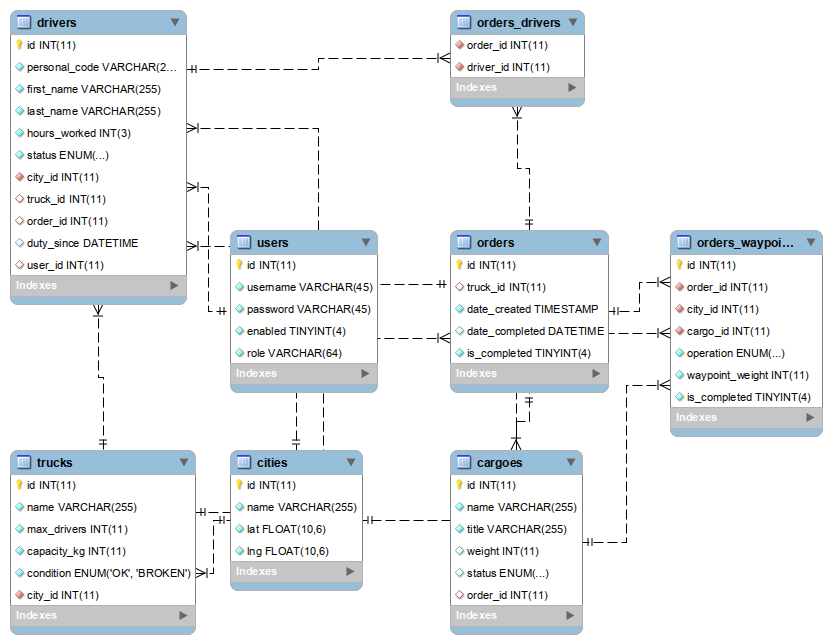 drivers
id INT(11)
personal_code VARCHAR(2...
first_name VARCHAR(255)
last_name VARCHAR(255)
hours_worked INT(3)
status ENUM(...)
city_id INT(11)
truck_id INT(11)
order_id INT(11)
duty_since DATETIME
user_id INT(11)
Indexes
orders_drivers
order_id INT(11)
driver_id INT(11)
Indexes
users
id INT(11)
username VARCHAR(45)
password VARCHAR(45)
enabled TINYINT(4)
role VARCHAR(64)
Indexes
orders
id INT(11)
truck_id INT(11)
date_created TIMESTAMP
date_completed DATETIME
is_completed TINYINT(4)
Indexes
orders_waypoi...
id INT(11)
order_id INT(11)
city_id INT(11)
cargo_id INT(11)
operation ENUM(...)
waypoint_weight INT(11)
is_completed TINYINT(4)
Indexes
trucks
id INT(11)
name VARCHAR(255)
max_drivers INT(11)
capacity_kg INT(11)
condition ENUM('OK', 'BROKEN')
city_id INT(11)
Indexes
cities
id INT(11)
name VARCHAR(255)
lat FLOAT(10,6)
lng FLOAT(10,6)
Indexes
cargoes
id INT(11)
name VARCHAR(255)
title VARCHAR(255)
weight INT(11)
status ENUM(...)
order_id INT(11)
Indexes